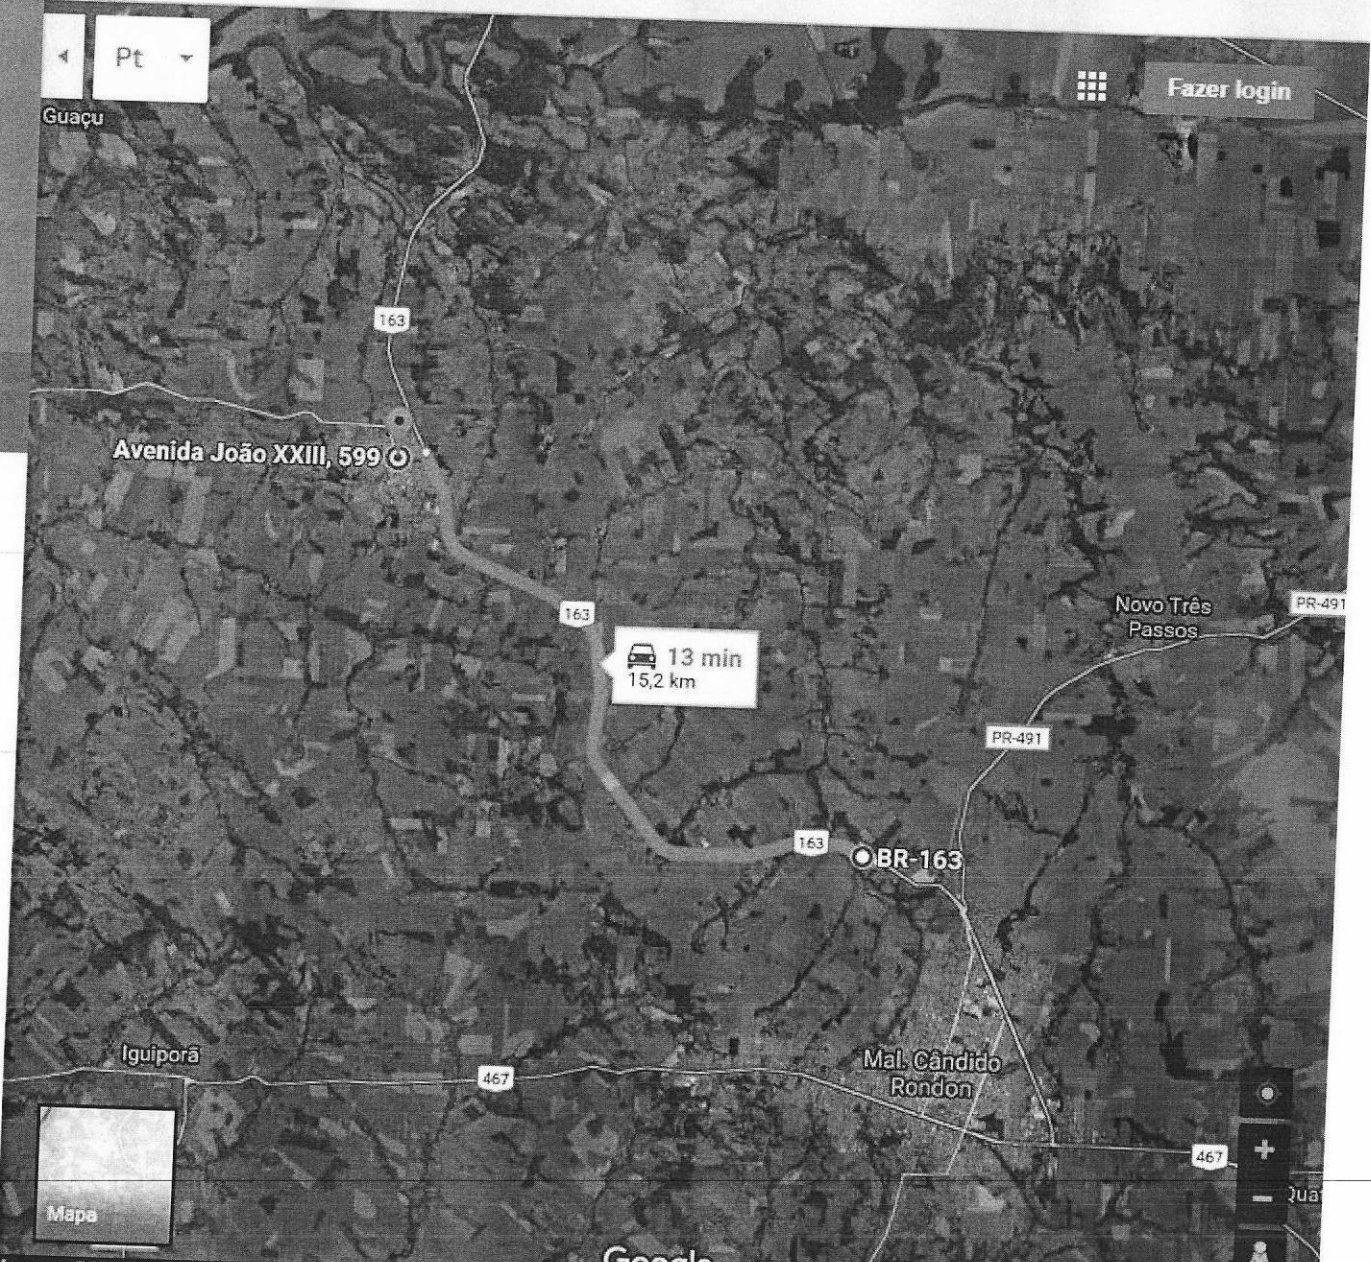 Pt
Fazer login
Guaçu
163
Avenida João XXIII, 599
163
Novo Três
Passos
PR-491
13 min
15,2 km
PR-491
163
BR-163
Iguiporã
467
Mal. Cândido
Rondon
467
Mapa
Google